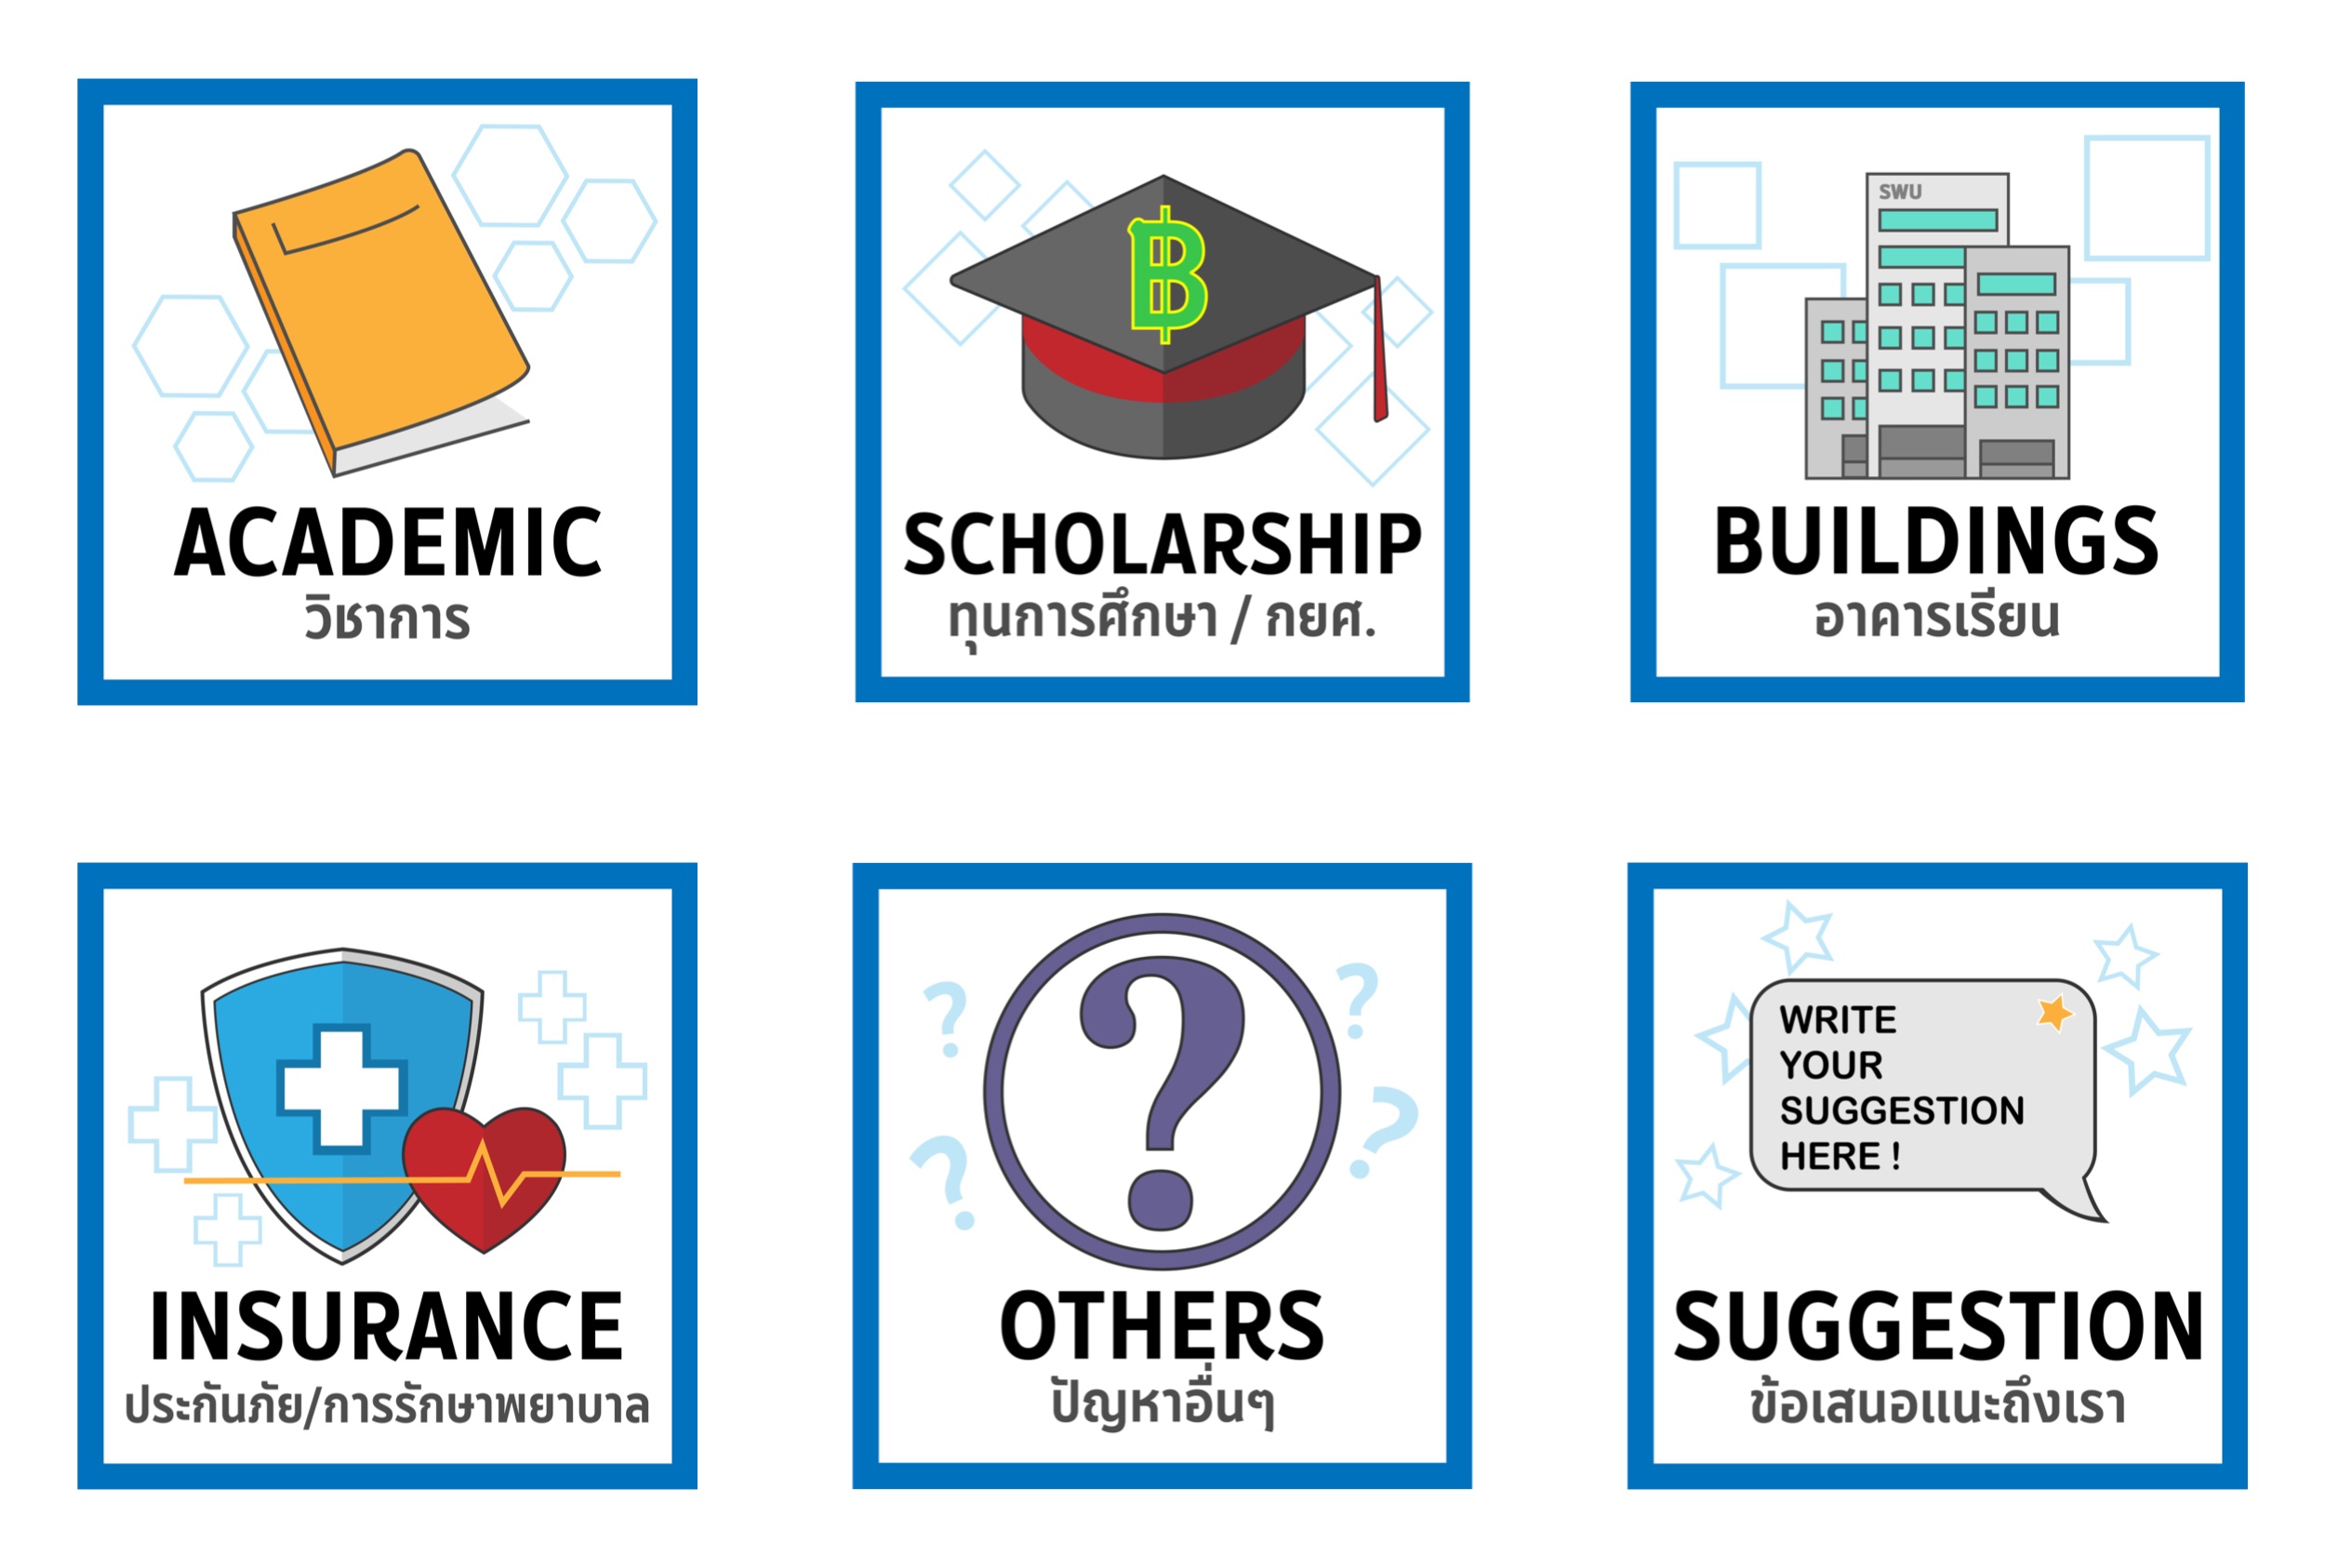 ACADEMIC
วิชาการ
SCHOLARSHIP
ทุนการศึกษา / กยศ.
SWU
BUILDINGS
อาคารเรียน
INSURANCE
ประกันภัย/การรักษาพยาบาล
OTHERS
ปัญหาอื่นๆ
WRITE
YOUR
SUGGESTION
HERE !
SUGGESTION
ข้อเสนอแนะถึงเรา